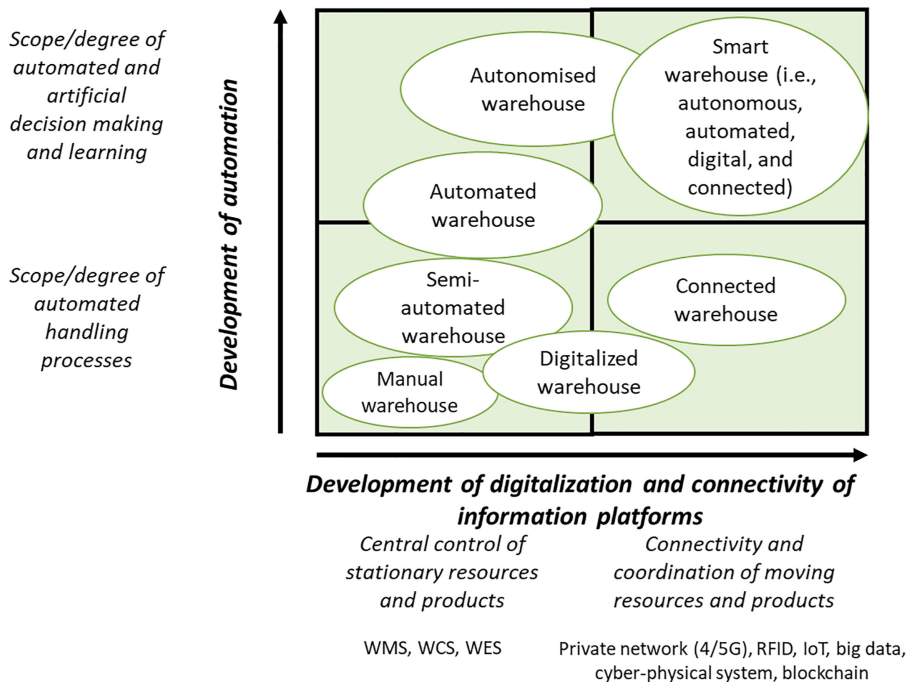 Scope/degree of
automated and
artificial
decision making
and learning
Scope/degree of
automated
handling
processes
Development of automation
Autonomised
warehouse
Smart
warehouse (i.e.,
autonomous,
automated,
digital, and
connected)
Automated
warehouse
Semi-
automated
warehouse
Connected
warehouse
Manual
warehouse
Digitalized
warehouse
Development of digitalization and connectivity of
information platforms
Central control of
stationary resources
and products
Connectivity and
coordination of moving
resources and products
WMS, WCS, WES
Private network (4/5G), RFID, IoT, big data,
cyber-physical system, blockchain